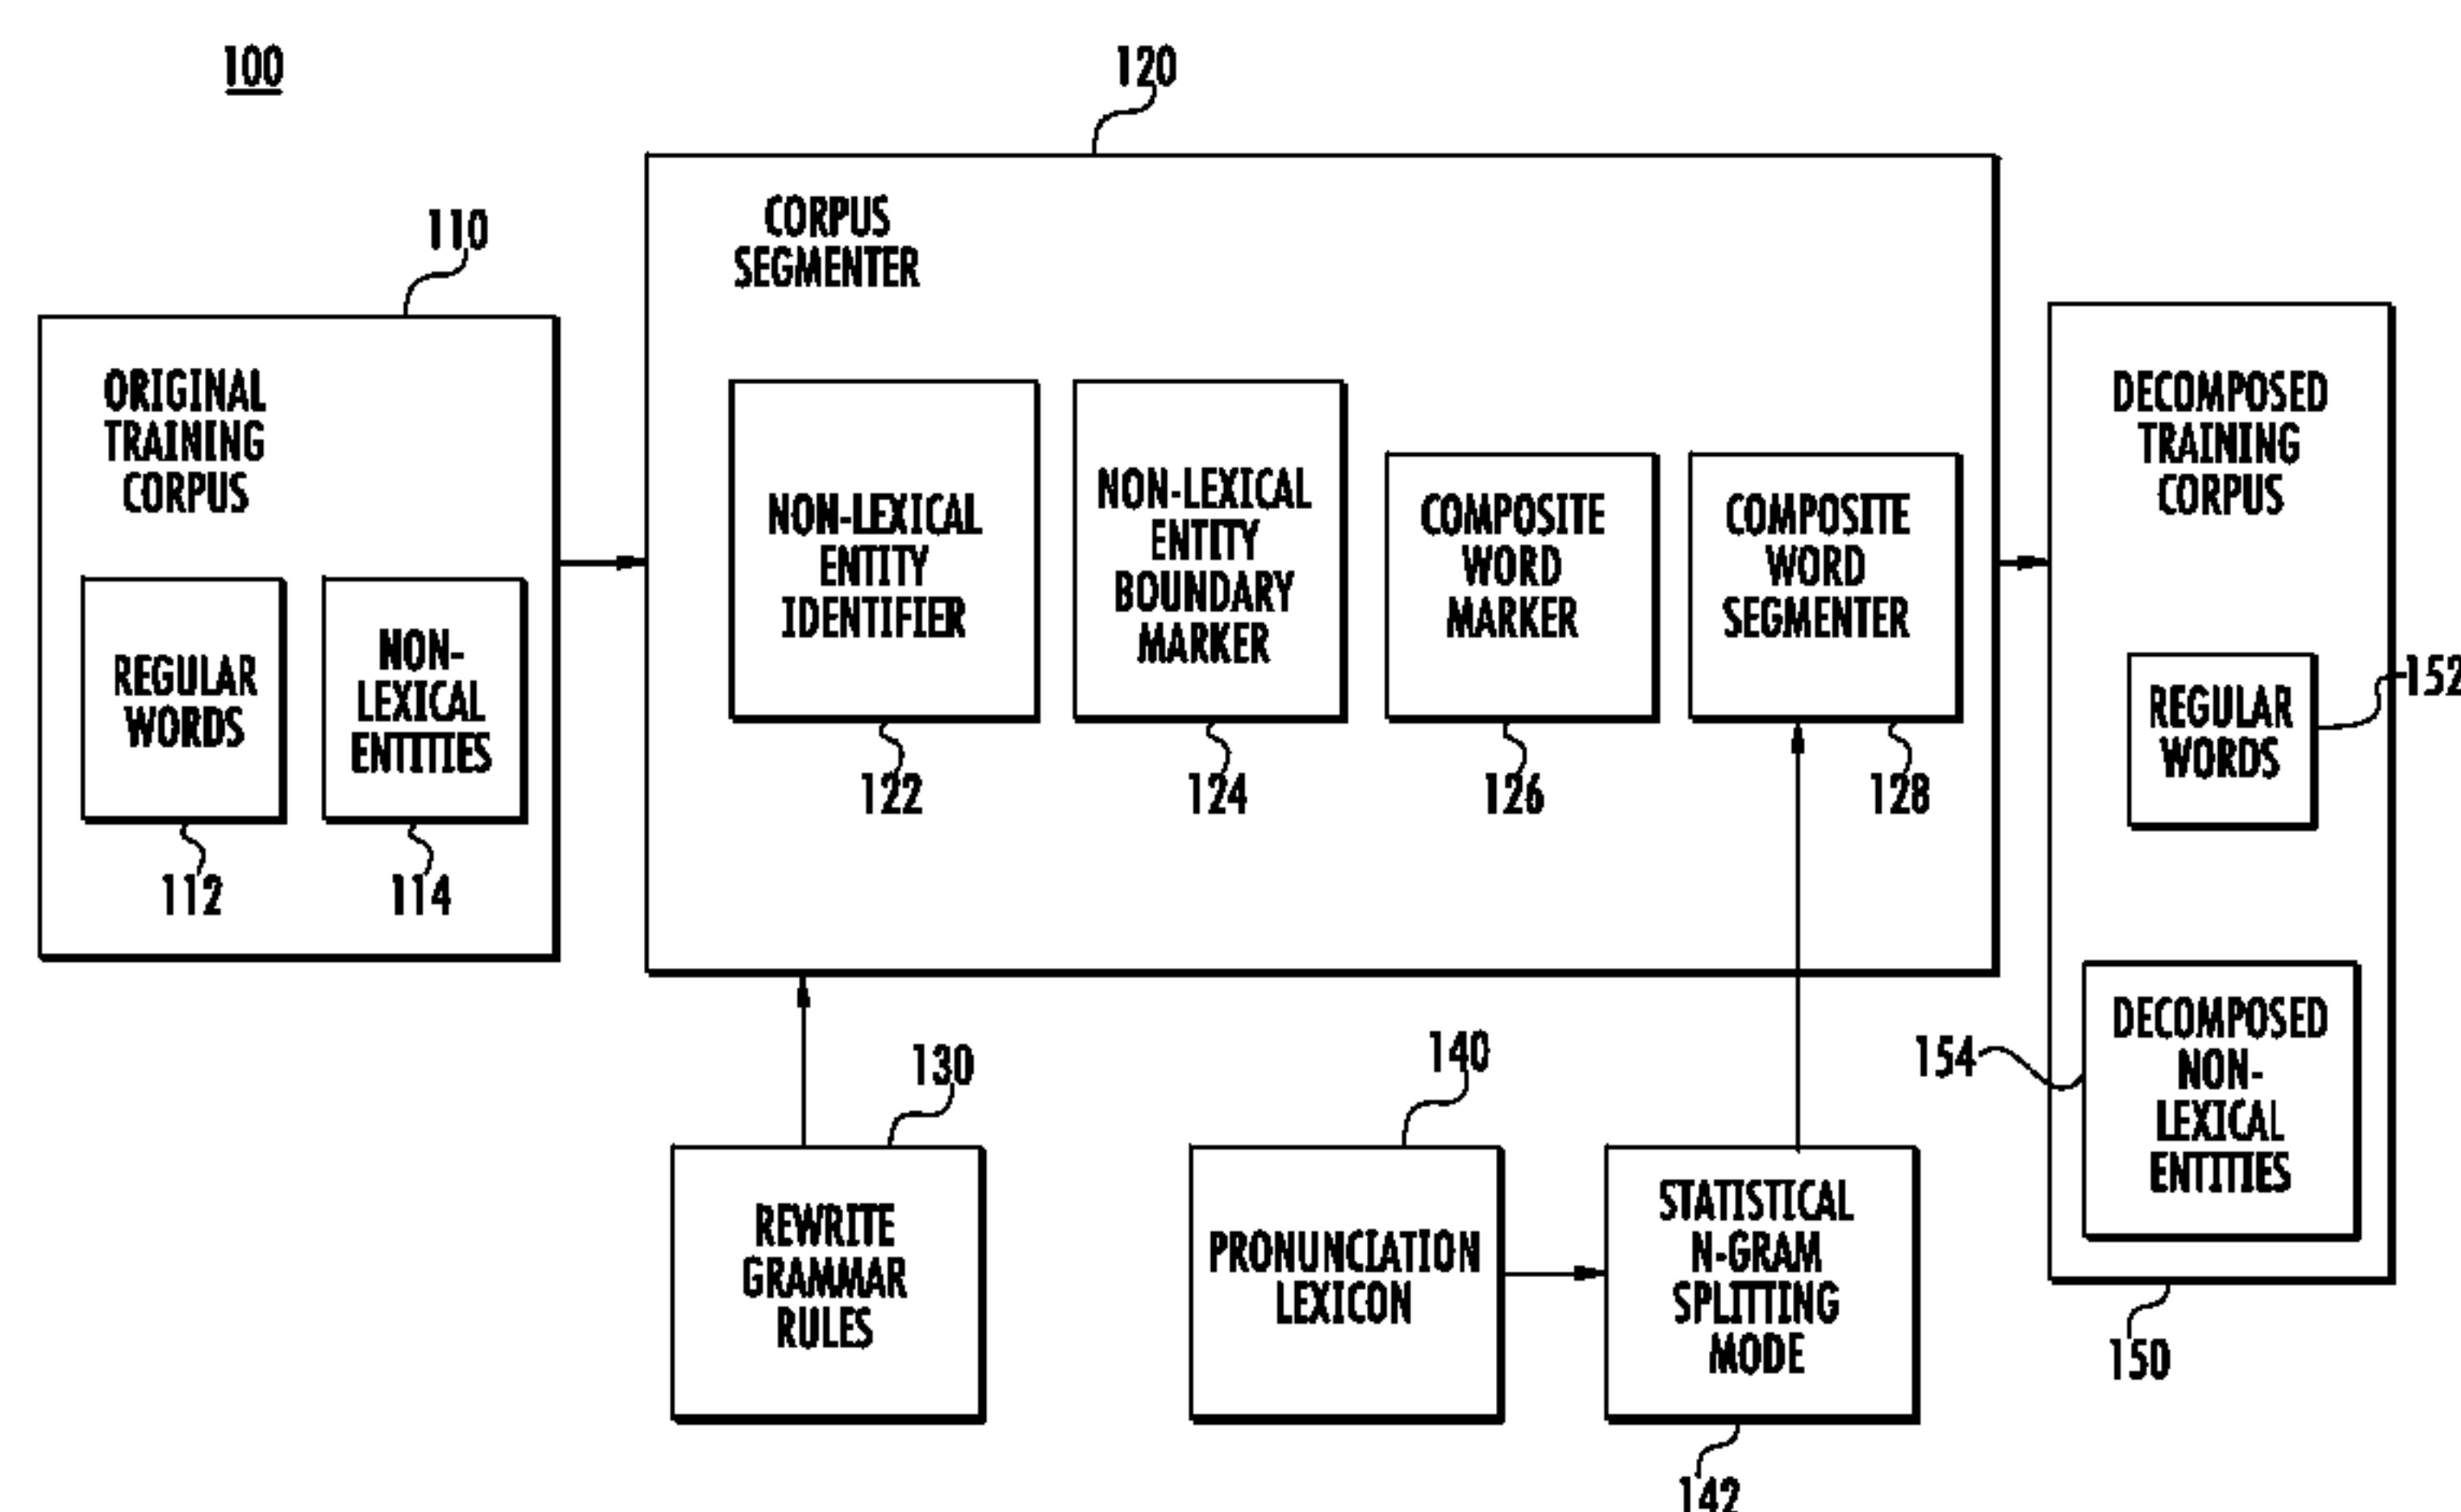 100
120
110
CORPUS
SEGMENTER
ORIGINAL
TRAINING
CORPUS
REGULAR
WORDS
112
NON-
LEXICAL
ENTITIES
114
NON-LEXICAL
ENTITY
IDENTIFIER
122
NON-LEXICAL
ENTITY
BOUNDARY
MARKER
124
COMPOSITE
WORD
MARKER
126
COMPOSITE
WORD
SEGMENTER
128
DECOMPOSED
TRAINING
CORPUS
REGULAR
WORDS
152
DECOMPOSED
NON-
LEXICAL
ENTITIES
154
150
130
REWRITE
GRAMMAR
RULES
140
PRONUNCIATION
LEXICON
STATISTICAL
N-GRAM
SPLITTING
MODE
142